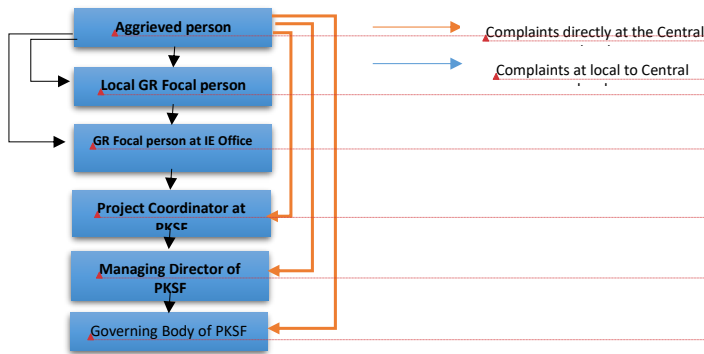 Aggrieved person
Complaints directly at the Central
Local GR Focal person
Complaints at local to Central
GR Focal person at IE Office
Project Coordinator at
PKSF
Managing Director of
PKSF
Governing Body of PKSF